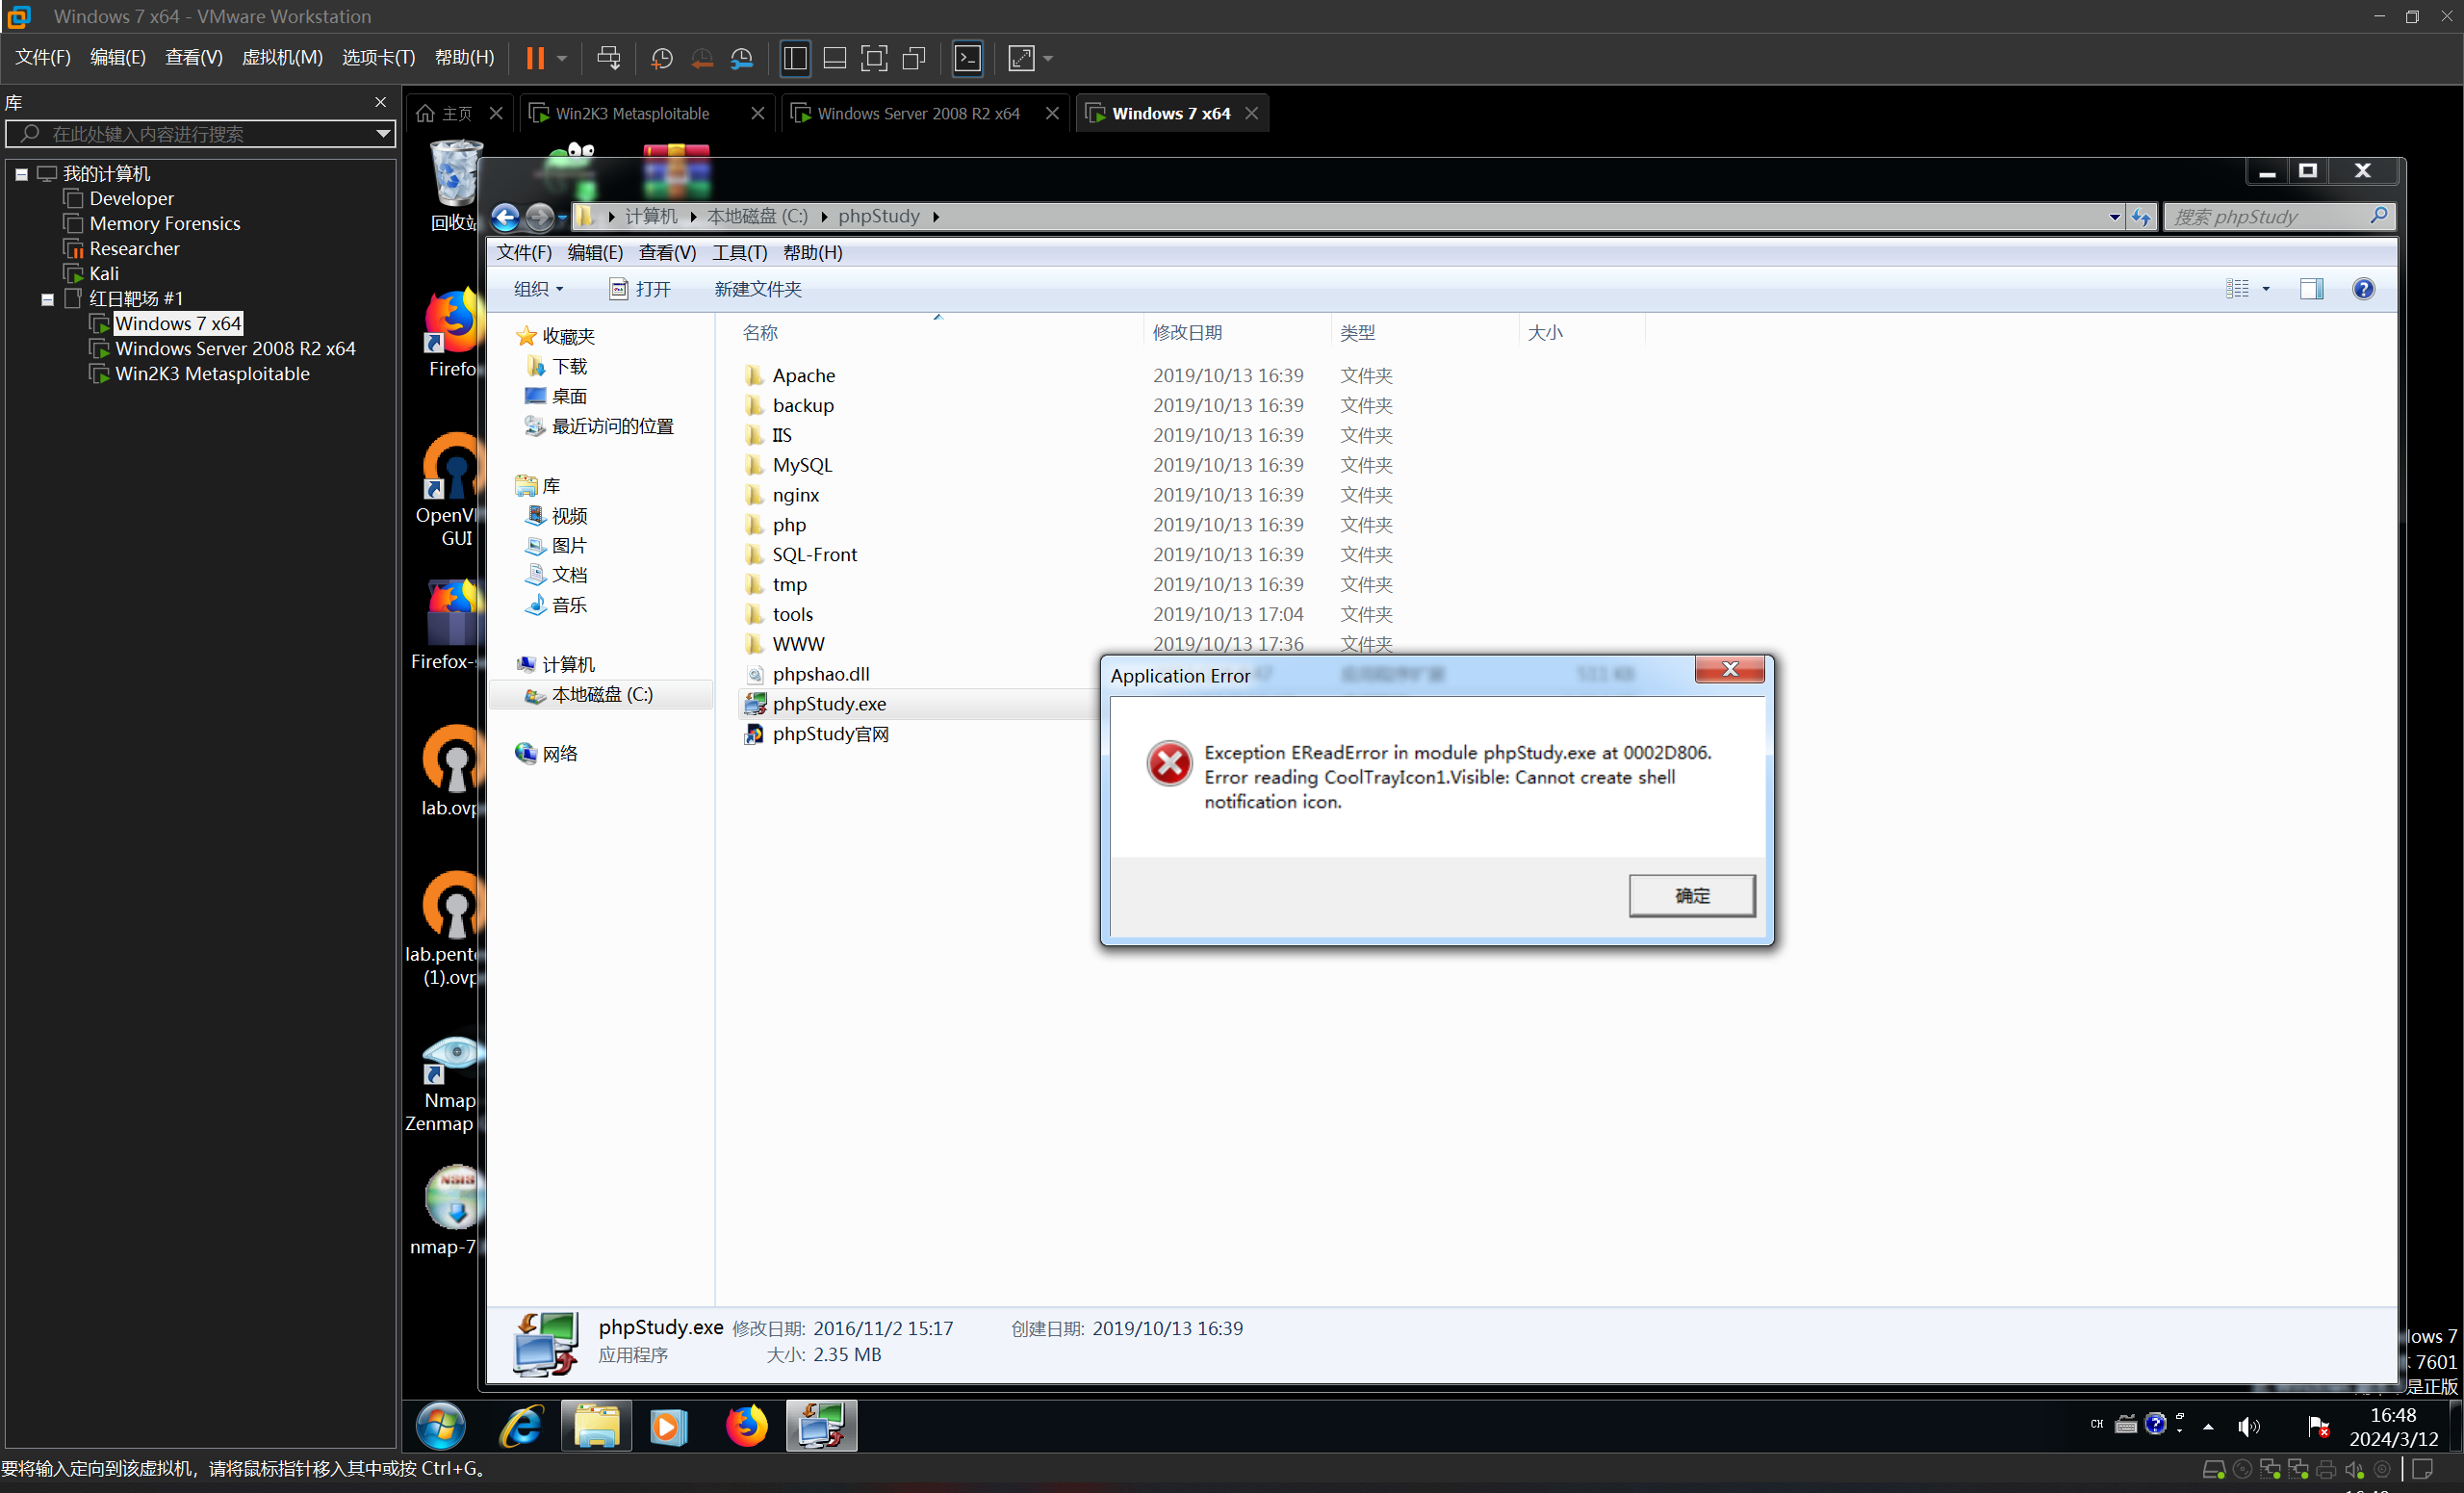 Windows 7 x64 - VMware Workstation
文件(F) 编辑(E) 查看(V) 虚拟机(M) 选项卡(T) 帮助(H)
库
在此处键入内容进行搜索
我的计算机
Developer
Memory Forensics
Researcher
Kali
红日靶场 #1
Windows 7 x64
Windows Server 2008 R2 x64
Win2K3 Metasploitable
主页 Win2K3 Metasploitable Windows Server 2008 R2 x64 Windows 7 x64
回收站
Firefo
OpenVI
GUI
Firefox-s
lab.ovp
lab.pent
(1).ovp
Nmap
Zenmap
NSIS
nmap-7
计算机 本地磁盘 (C:) phpStudy
搜索 phpStudy
文件(F) 编辑(E) 查看(V) 工具(T) 帮助(H)
组织 打开 新建文件夹
收藏夹
下载
桌面
最近访问的位置
库
视频
图片
文档
音乐
计算机
本地磁盘 (C:)
网络
名称 修改日期 类型 大小
Apache 2019/10/13 16:39 文件夹
backup 2019/10/13 16:39 文件夹
IIS 2019/10/13 16:39 文件夹
MySQL 2019/10/13 16:39 文件夹
nginx 2019/10/13 16:39 文件夹
php 2019/10/13 16:39 文件夹
SQL-Front 2019/10/13 16:39 文件夹
tmp 2019/10/13 16:39 文件夹
tools 2019/10/13 17:04 文件夹
WWW 2019/10/13 17:36 文件夹
phpshao.dll
phpStudy.exe
phpStudy官网
Application Error
Exception EReadError in module phpStudy.exe at 0002D806.
Error reading CoolTrayIcon1.Visible: Cannot create shell
notification icon.
确定
phpStudy.exe 修改日期: 2016/11/2 15:17 创建日期: 2019/10/13 16:39
应用程序 大小: 2.35 MB
lows 7
7601
是正版
CH
16:48
2024/3/12
要将输入定向到该虚拟机，请将鼠标指针移入其中或按 Ctrl+G。